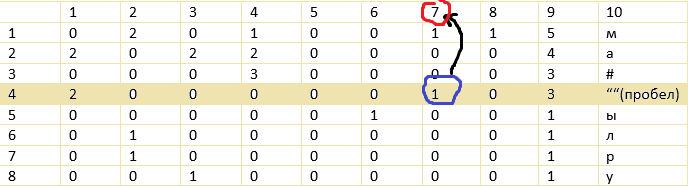 1 2 3 4 5 6 7 8 9 10
1 0 2 0 1 0 0 1 1 5 м
2 2 0 2 2 0 0 0 0 4 а
3 0 0 0 3 0 0 0 0 3 #
4 2 0 0 0 0 0 1 0 3 ““(пробел)
5 0 0 0 0 0 1 0 0 1 ы
6 0 1 0 0 0 0 0 0 1 л
7 0 1 0 0 0 0 0 0 1 р
8 0 0 1 0 0 0 0 0 1 у